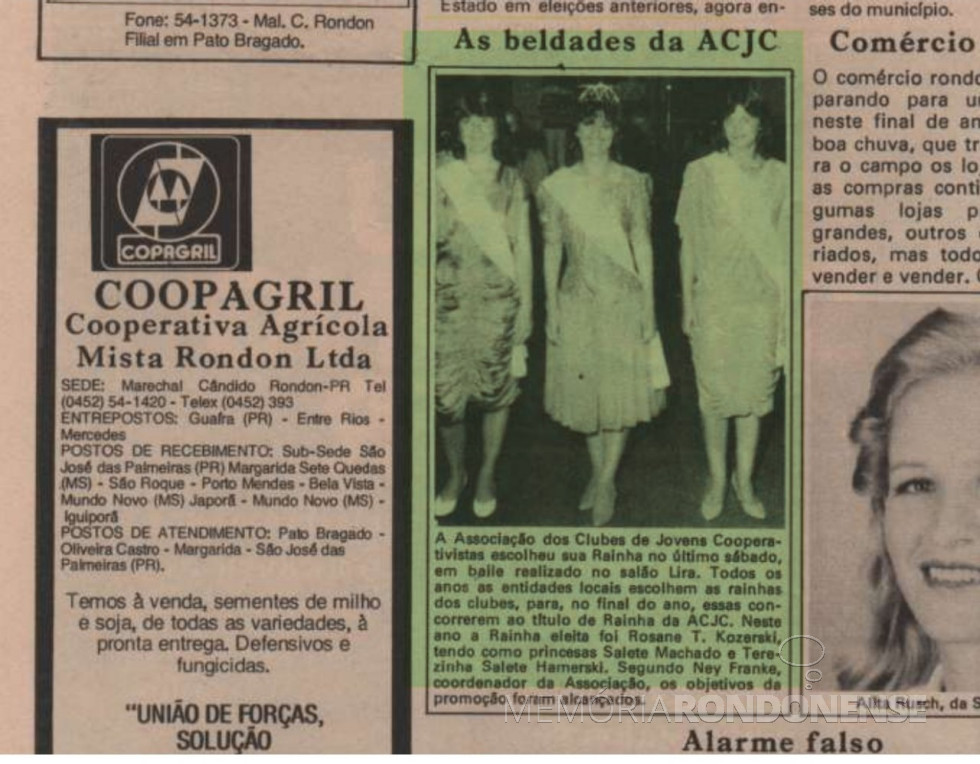 Fone: 54-1373 - Mal. C. Rondon
Filial em Pato Bragado.
COPAGRIL
COOPAGRIL
Cooperativa Agrícola
Mista Rondon Ltda
SEDE: Marechal Cândido Rondon-PR Tel
(0452) 54-1420 - Telex (0452) 393
ENTREPOSTOS: Guaíra (PR) - Entre Rios -
Mercedes
POSTOS DE RECEBIMENTO: Sub-Sede São
José das Palmeiras (PR) Margarida Sete Quedas
(MS) - São Roque - Porto Mendes - Bela Vista -
Mundo Novo (MS) Japorã - Mundo Novo (MS) -
Iguiporã
POSTOS DE ATENDIMENTO: Pato Bragado -
Oliveira Castro - Margarida - São José das
Palmeiras (PR).
Temos à venda, sementes de milho
e soja, de todas as variedades, à
pronta entrega. Defensivos e
fungicidas.
"UNIÃO DE FORÇAS,
SOLUÇÃO
Estado em eleições anteriores, agora en-
As beldades da ACJC
A Associação dos Clubes de Jovens Coopera-
tivistas escolheu sua Rainha no último sábado,
em baile realizado no salão Lira. Todos os
anos as entidades locais escolhem as rainhas
dos clubes, para, no final do ano, essas con-
correrem ao título de Rainha da ACJC. Neste
ano a Rainha eleita foi Rosane T. Kozerski,
tendo como princesas Salete Machado e Tere-
zinha Salete Hamerski. Segundo Ney Franke,
coordenador da Associação, os objetivos da
promoção foram alcançados.
Alarme falso
ses do município.
Comércio
O comércio rondo
parando para u
neste final de an
boa chuva, que tr
ra o campo os lo
as compras conti
gumas lojas p
grandes, outros
riados, mas todo
vender e vender.
Rusch, da S
MEMÓRIARONDONENSE